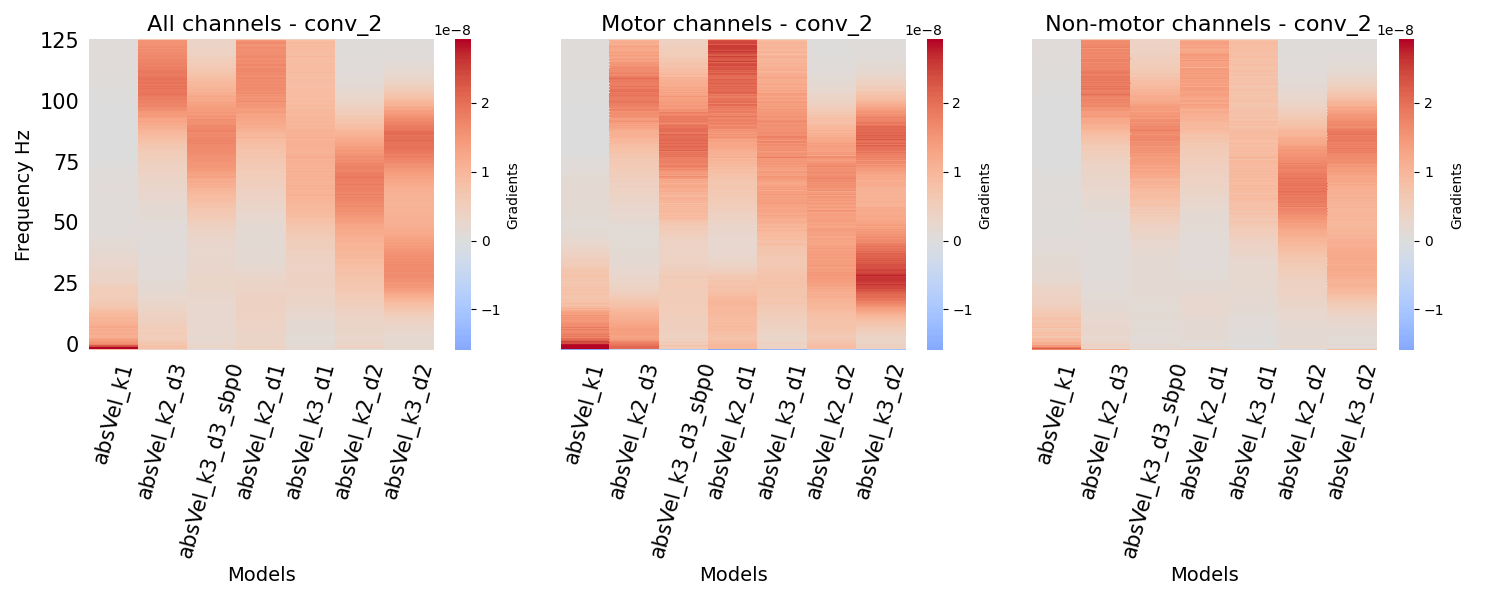 All channels - conv_2
Motor channels - conv_2
Non-motor channels - conv_2
1e−8
1e−8
1e−8
Frequency Hz
125
100
75
50
25
0
2
1
0
−1
Gradients
2
1
0
−1
Gradients
2
1
0
−1
Gradients
absVel_k1
absVel_k2_d3
absVel_k3_d3_sbp0
absVel_k2_d1
absVel_k3_d1
absVel_k2_d2
absVel_k3_d2
absVel_k1
absVel_k2_d3
absVel_k3_d3_sbp0
absVel_k2_d1
absVel_k3_d1
absVel_k2_d2
absVel_k3_d2
absVel_k1
absVel_k2_d3
absVel_k3_d3_sbp0
absVel_k2_d1
absVel_k3_d1
absVel_k2_d2
absVel_k3_d2
Models
Models
Models